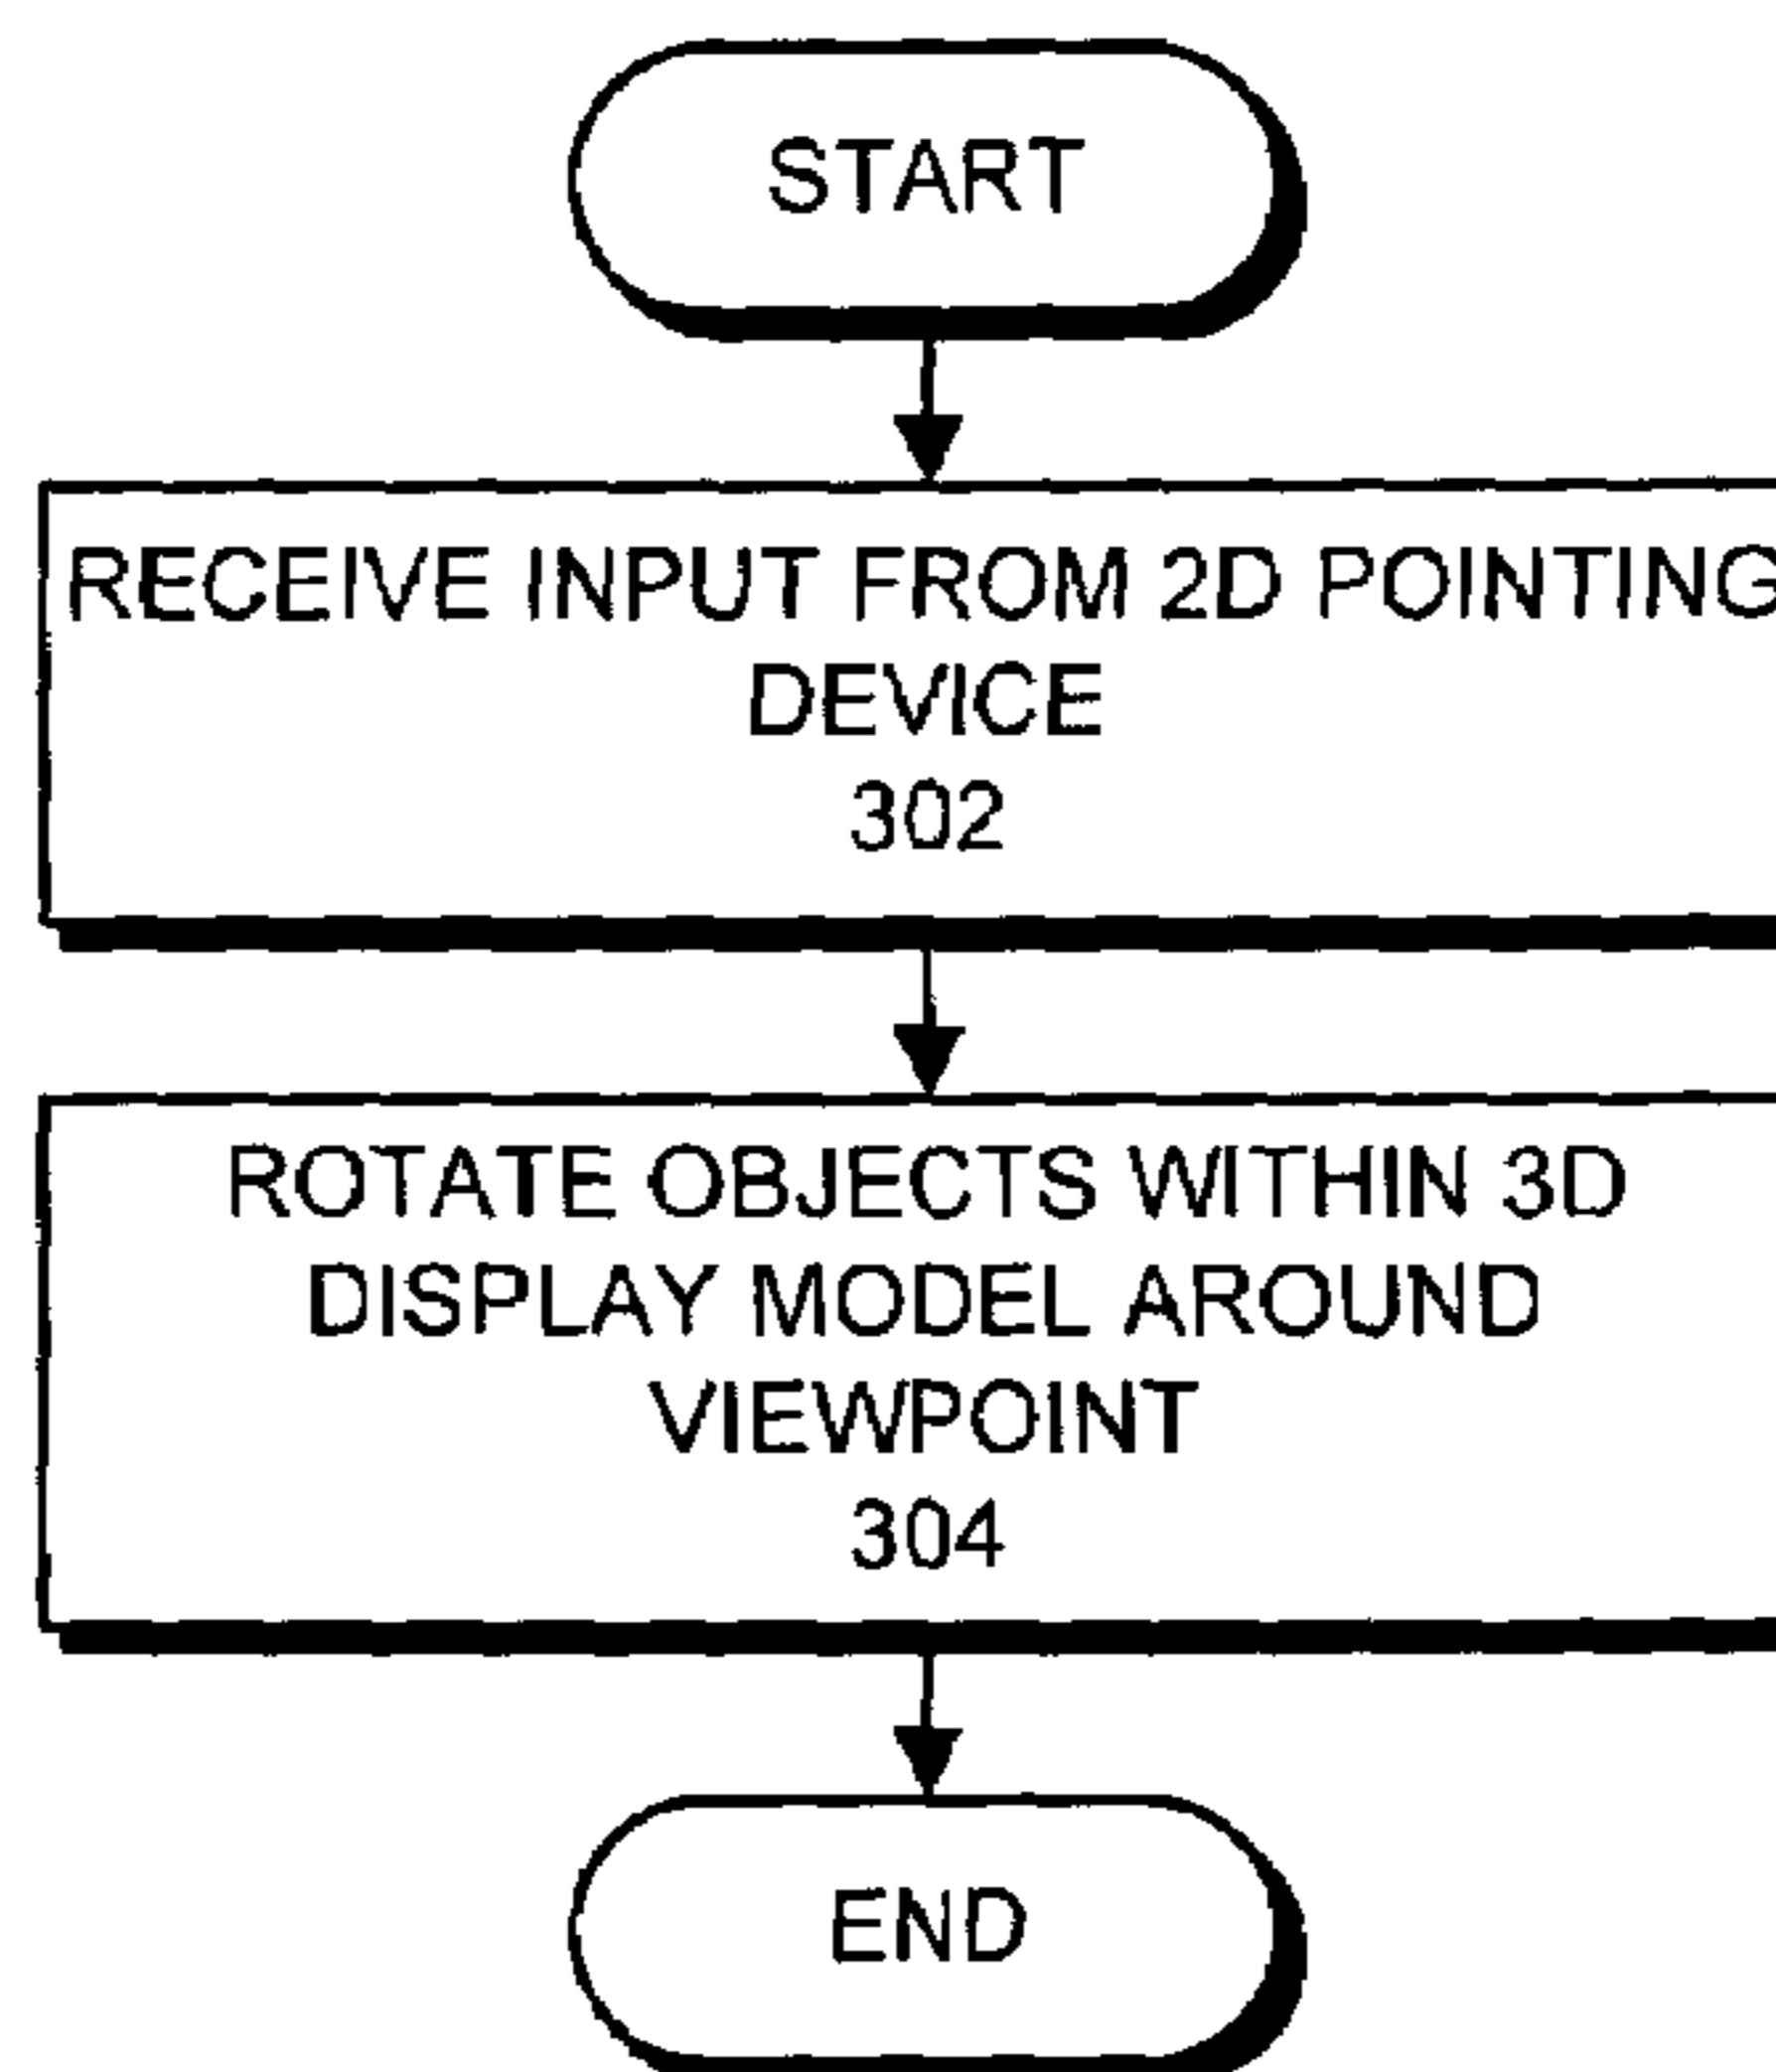 START
RECEIVE INPUT FROM 2D POINTING
DEVICE
302
ROTATE OBJECTS WITHIN 3D
DISPLAY MODEL AROUND
VIEWPOINT
304
END